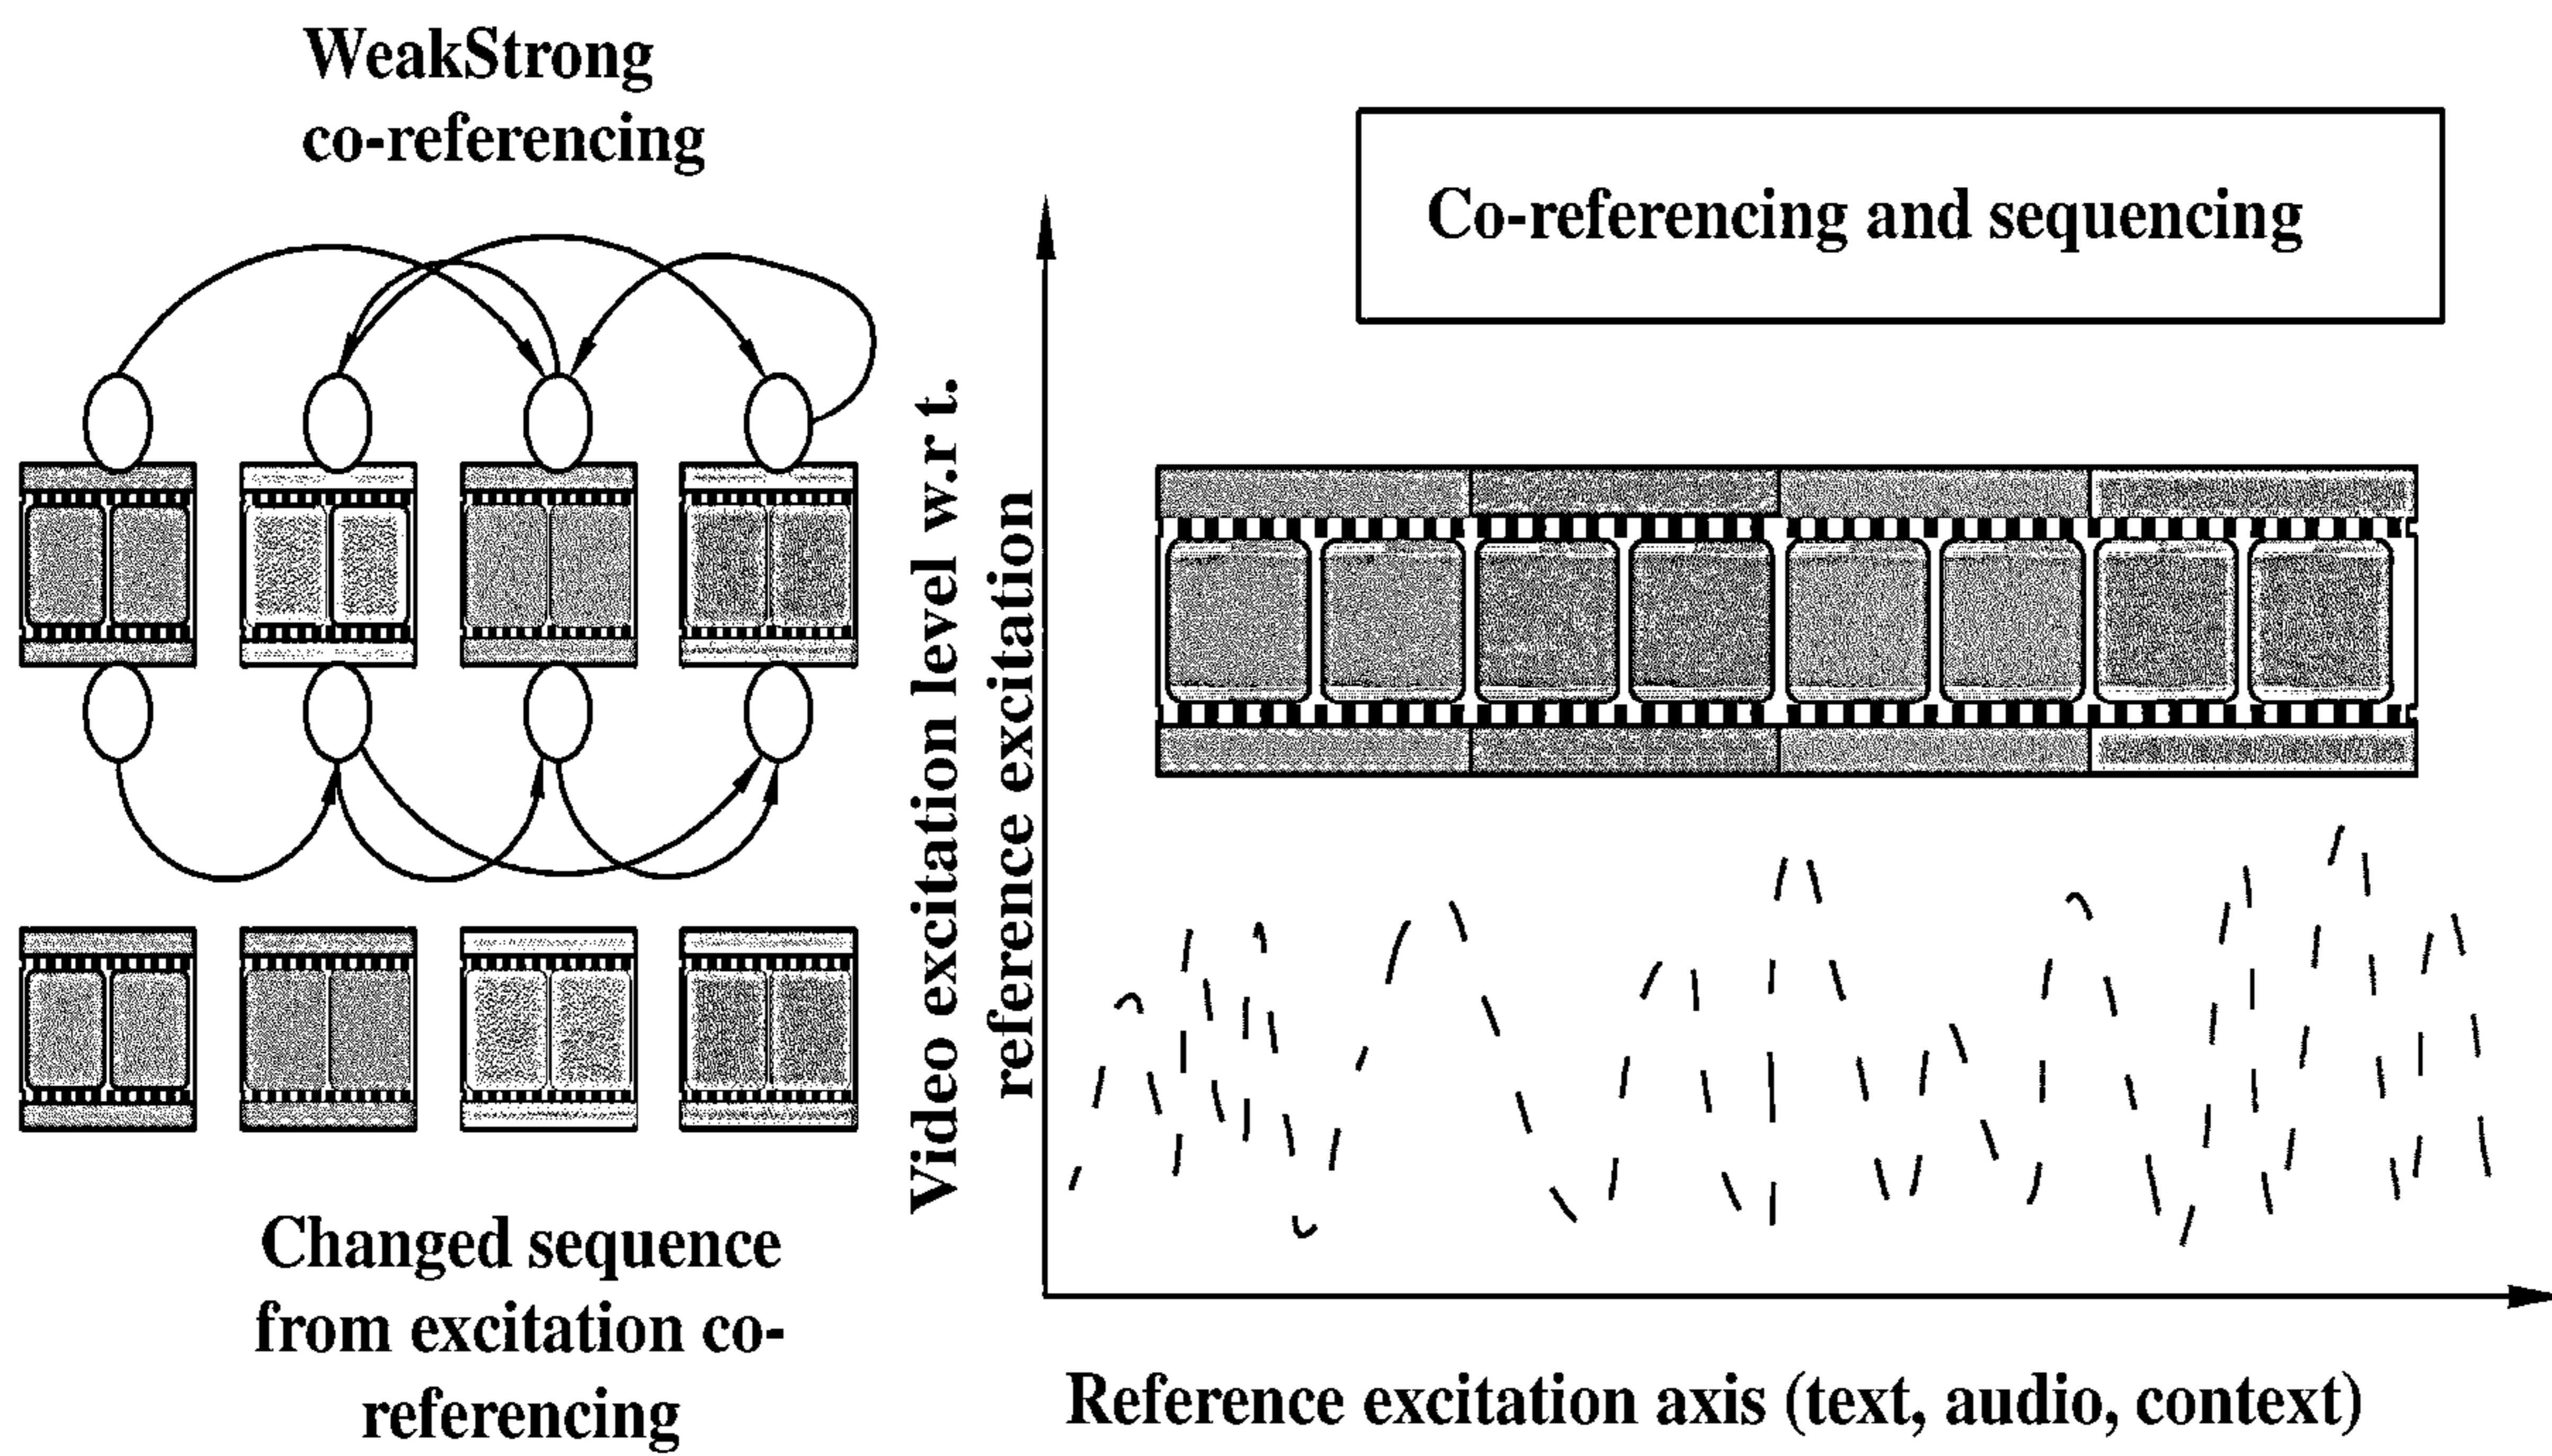 WeakStrong
co-referencing
Co-referencing and sequencing
Video excitation level w.r t.
reference excitation
Changed sequence
from excitation co-
referencing
Reference excitation axis (text, audio, context)